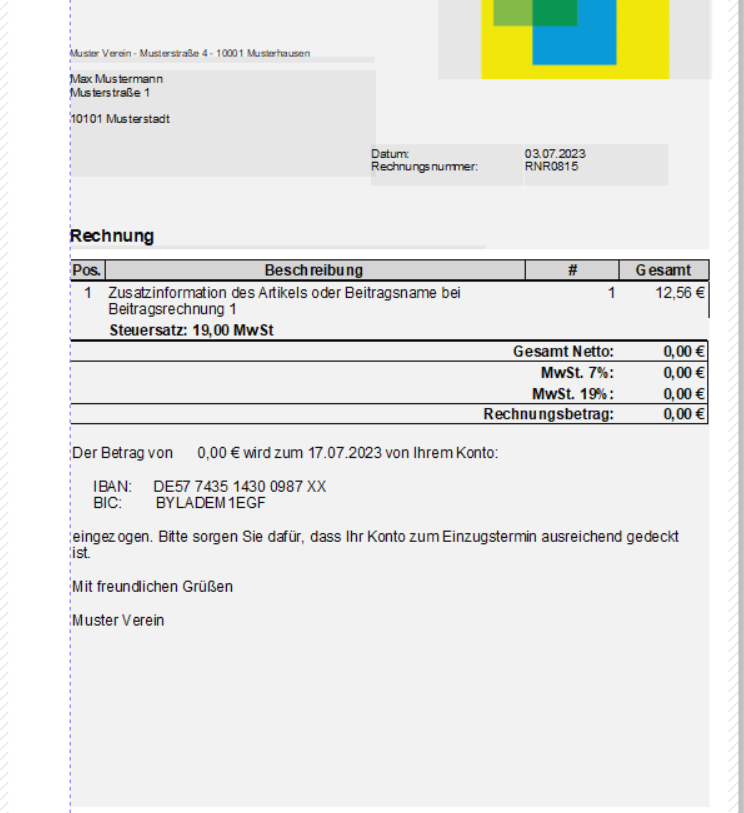 Muster Verein - Musterstraße 4 - 10001 Musterhausen
Max Mustermann
Musterstraße 1
10101 Musterstadt
Datum: 03.07.2023
Rechnungsnummer: RNR0815
Rechnung
Pos. Beschreibung # Gesamt
1 Zusatzinformation des Artikels oder Beitragsname bei 1 12,56 €
Beitragsrechnung 1
Steuersatz: 19,00 MwSt
Gesamt Netto: 0,00 €
MwSt. 7%: 0,00 €
MwSt. 19%: 0,00 €
Rechnungsbetrag: 0,00 €
Der Betrag von 0,00 € wird zum 17.07.2023 von Ihrem Konto:
IBAN: DE57 7435 1430 0987 XX
BIC: BYLADEM1EGF
eingezogen. Bitte sorgen Sie dafür, dass Ihr Konto zum Einzugstermin ausreichend gedeckt
ist.
Mit freundlichen Grüßen
Muster Verein